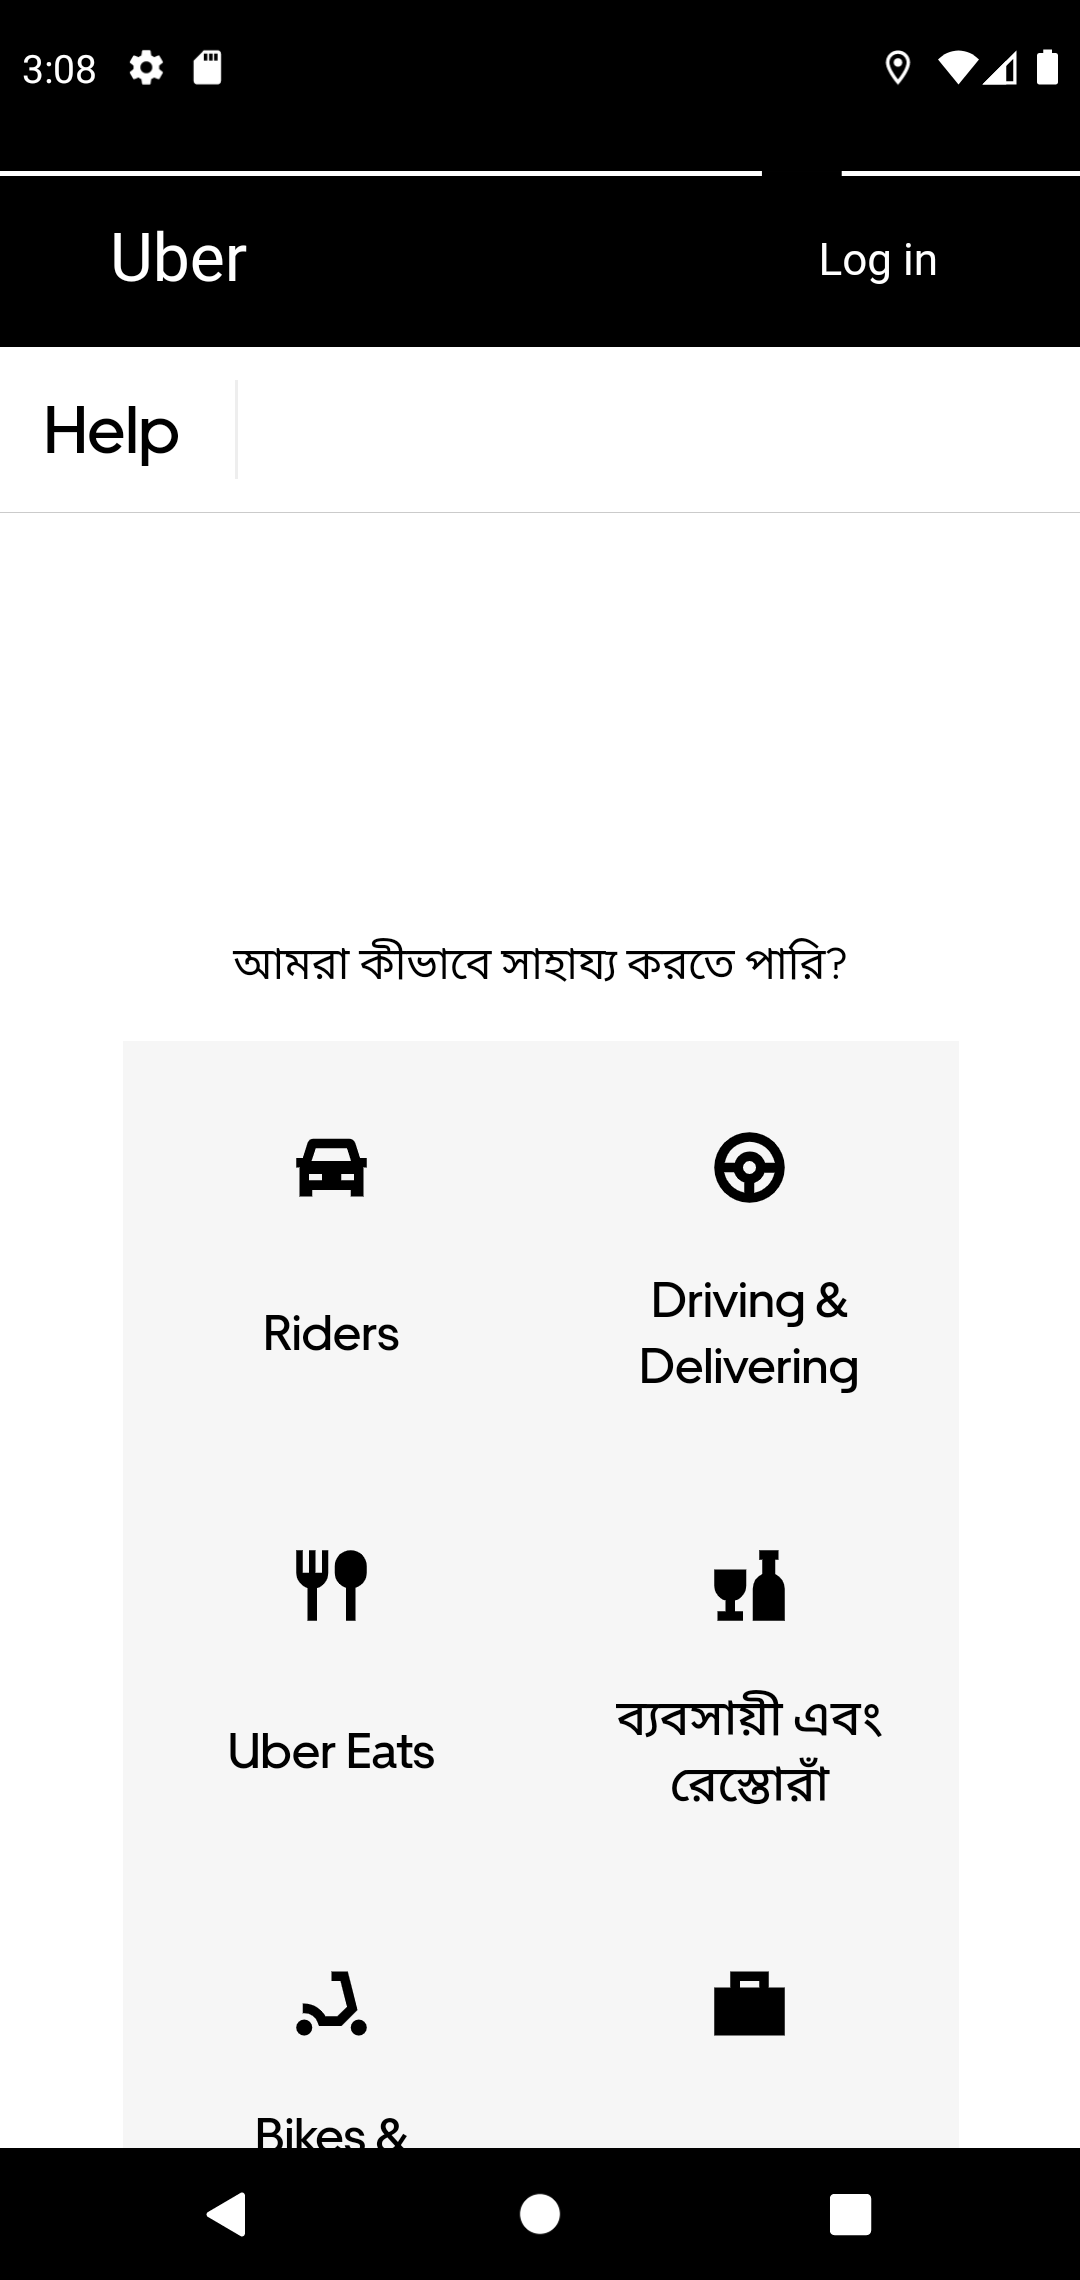 3:08
Uber
Log in
Help
আমরা কীভাবে সাহায্য করতে পারি?
Riders
Driving &
Delivering
Uber Eats
ব্যবসায়ী এবং
রেস্তোরাঁ
Bikes &